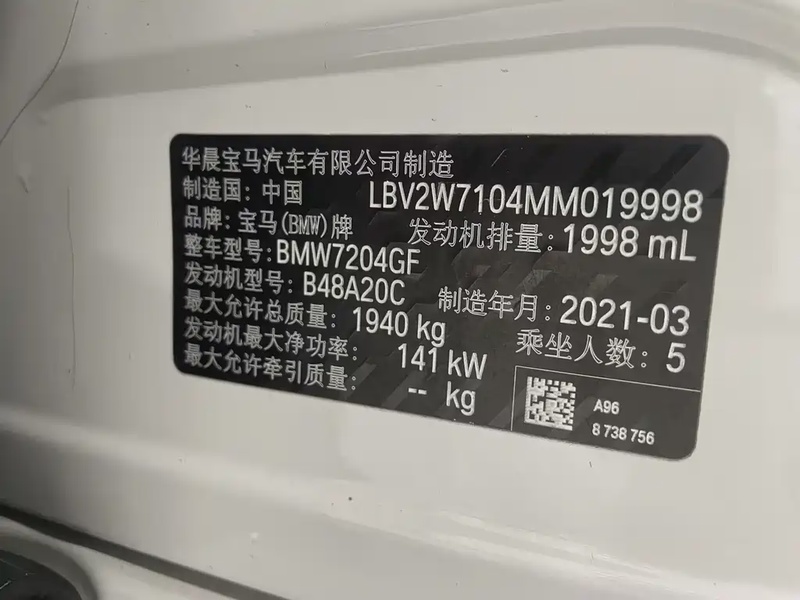 华晨宝马汽车有限公司制造
制造国: 中国 LBV2W7104MM019998
品牌: 宝马(BMW)牌 发动机排量: 1998 mL
整车型号: BMW7204GF
发动机型号: B48A20C 制造年月: 2021-03
最大允许总质量: 1940 kg 乘坐人数: 5
发动机最大净功率: 141 kW
最大允许牵引质量: -- kg
A96
8 738 756